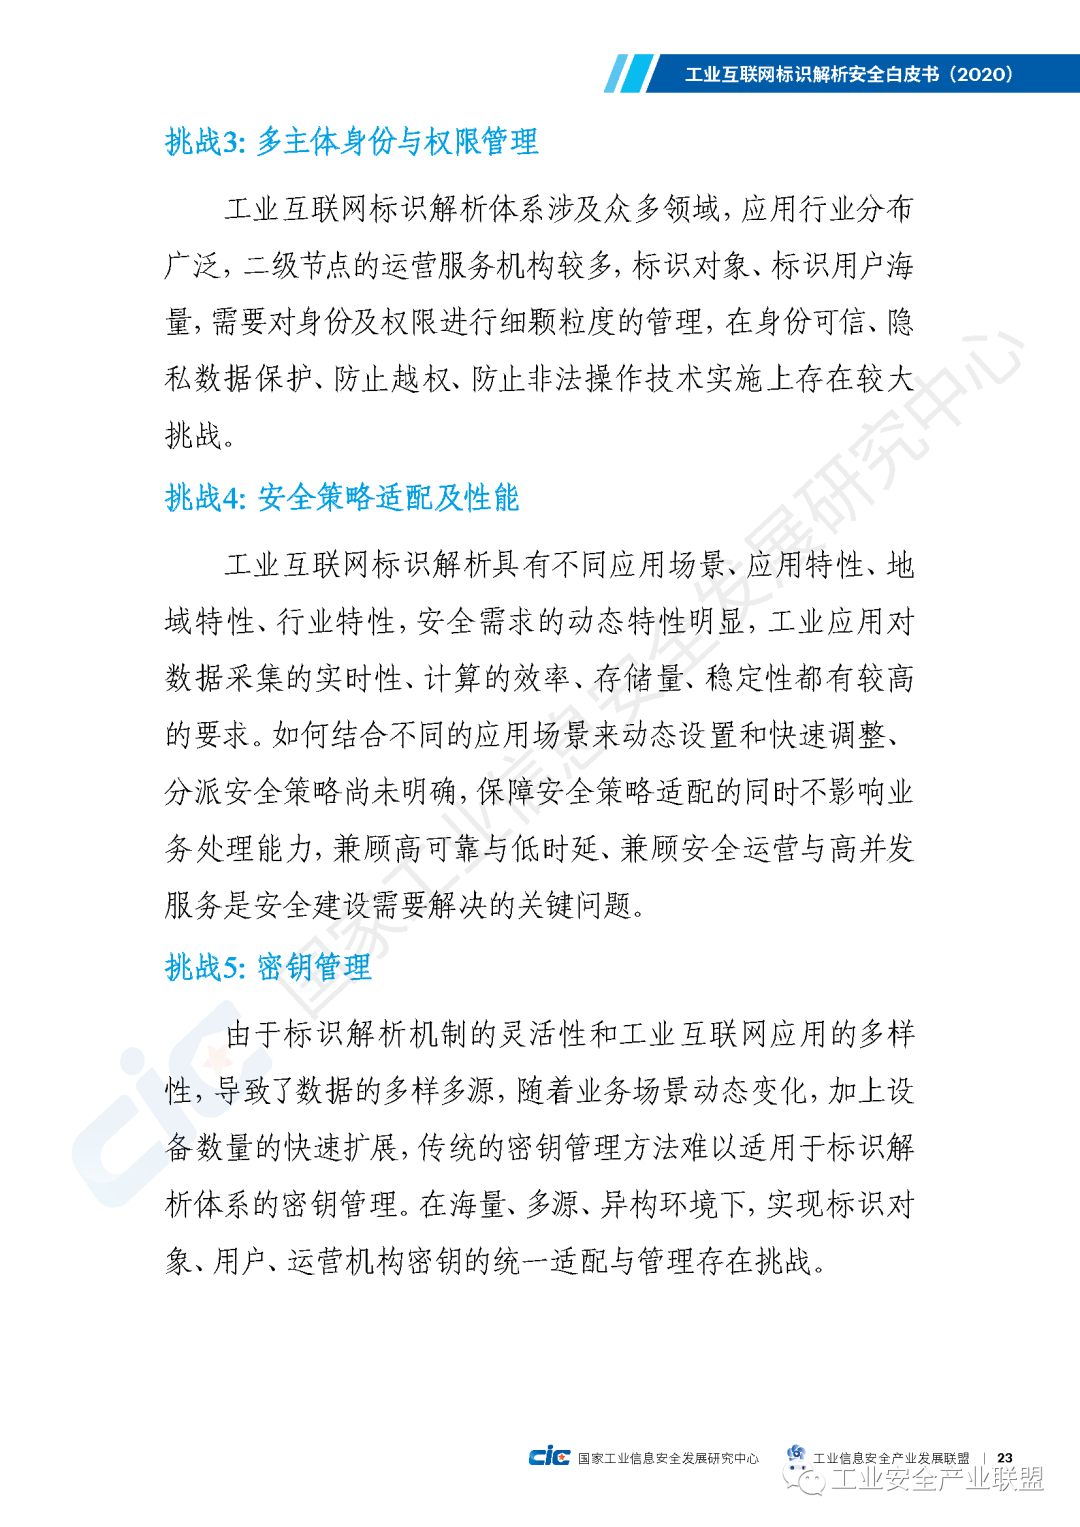 工业互联网标识解析安全白皮书（2020）
挑战3：多主体身份与权限管理
工业互联网标识解析体系涉及众多领域，应用行业分布
广泛，二级节点的运营服务机构较多，标识对象、标识用户海
量，需要对身份及权限进行细颗粒度的管理，在身份可信、隐
私数据保护、防止越权、防止非法操作技术实施上存在较大
挑战。
挑战4：安全策略适配及性能
工业互联网标识解析具有不同应用场景、应用特性、地
域特性、行业特性，安全需求的动态特性明显，工业应用对
数据采集的实时性、计算的效率、存储量、稳定性都有较高
的要求。如何结合不同的应用场景来动态设置和快速调整、
分派安全策略尚未明确，保障安全策略适配的同时不影响业
务处理能力，兼顾高可靠与低时延、兼顾安全运营与高并发
服务是安全建设需要解决的关键问题。
挑战5：密钥管理
由于标识解析机制的灵活性和工业互联网应用的多样
性，导致了数据的多样多源，随着业务场景动态变化，加上设
备数量的快速扩展，传统的密钥管理方法难以适用于标识解
析体系的密钥管理。在海量、多源、异构环境下，实现标识对
象、用户、运营机构密钥的统一适配与管理存在挑战。
国家工业信息安全发展研究中心
cic
cic 国家工业信息安全发展研究中心 工业信息安全产业发展联盟 | 23
工业安全产业联盟